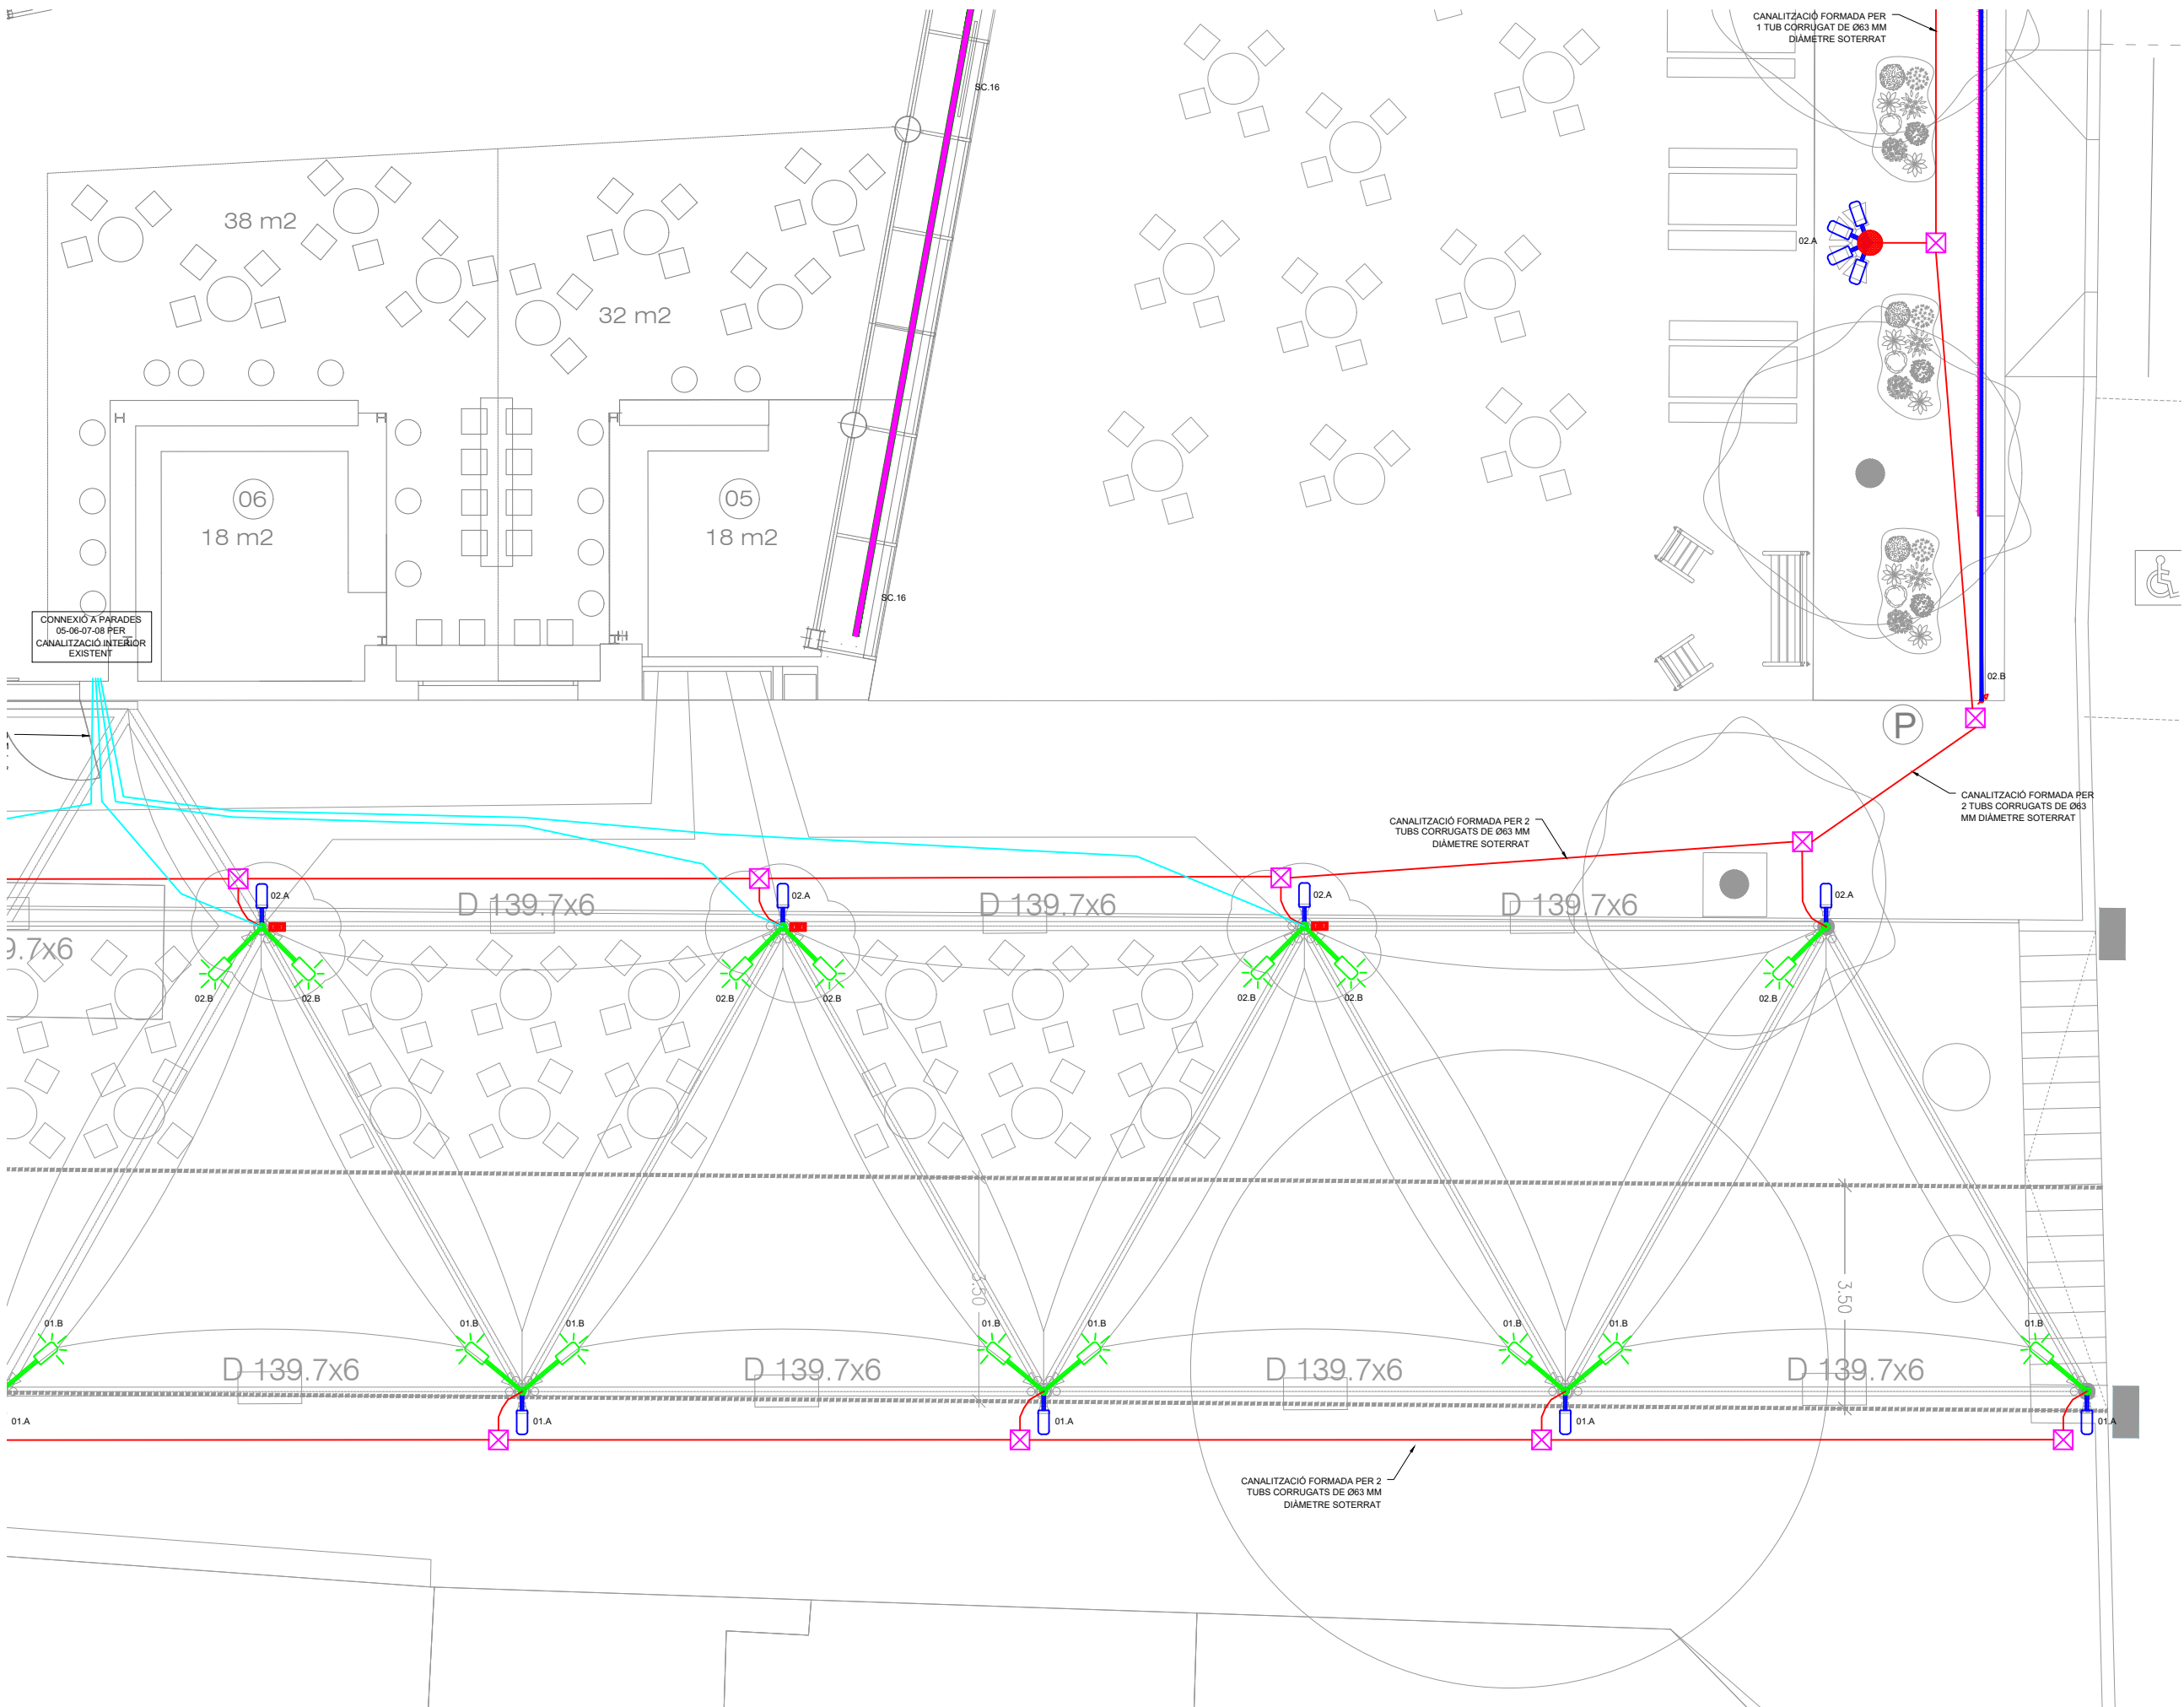 CANALITZACIÓ FORMADA PER
1 TUB CORRUGAT DE Ø63 MM
DIÀMETRE SOTERRAT
SC.16
38 m2
32 m2
02.A
06
18 m2
05
18 m2
SC.16
CONNEXIÓ A PARADES
05-06-07-08 PER
CANALITZACIÓ INTERIOR
EXISTENT
02.B
P
CANALITZACIÓ FORMADA PER
2 TUBS CORRUGATS DE Ø63
MM DIÀMETRE SOTERRAT
CANALITZACIÓ FORMADA PER 2
TUBS CORRUGATS DE Ø63 MM
DIÀMETRE SOTERRAT
02.A
02.A
02.A
02.A
D 139.7x6
D 139.7x6
D 139.7x6
9.7x6
02.B
02.B
02.B
02.B
02.B
02.B
02.B
3.50
3.50
01.B
01.B
01.B
01.B
01.B
01.B
01.B
01.B
D 139.7x6
D 139.7x6
D 139.7x6
D 139.7x6
01.A
01.A
01.A
01.A
01.A
CANALITZACIÓ FORMADA PER 2
TUBS CORRUGATS DE Ø63 MM
DIÀMETRE SOTERRAT